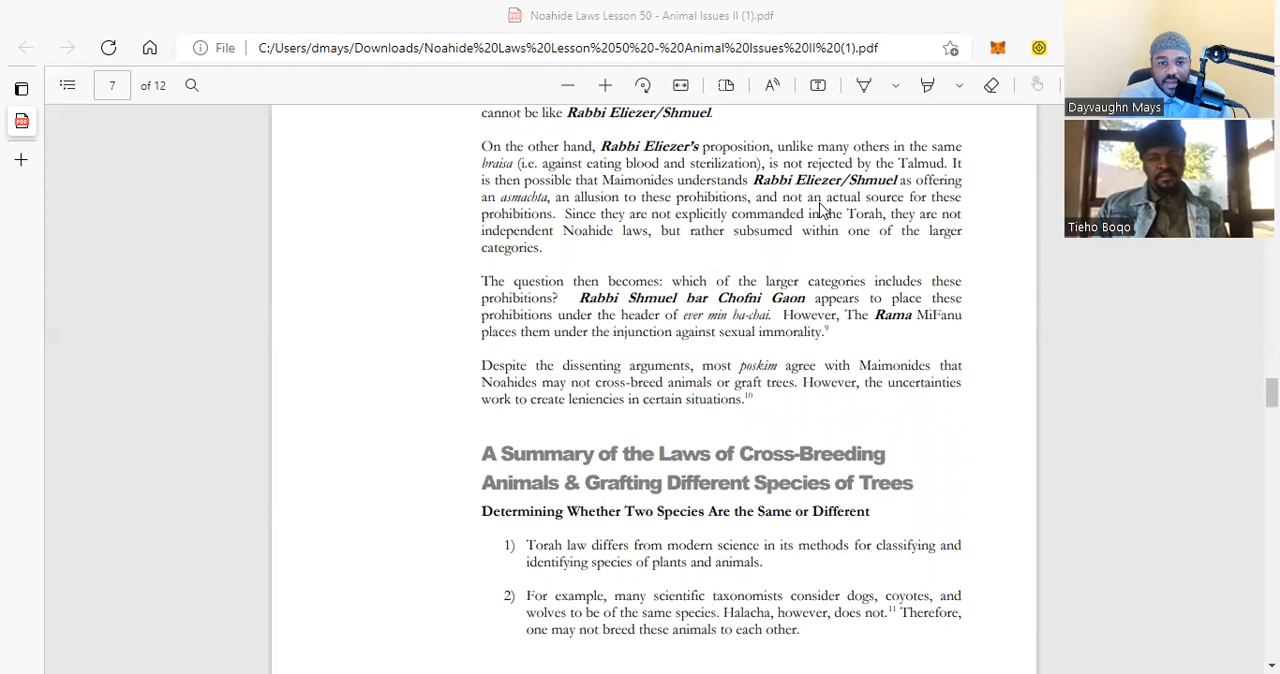 Noahide Laws Lesson 50 - Animal Issues II (1).pdf
File C:/Users/dmays/Downloads/Noahide%20Laws%20Lesson%2050%20-%20Animal%20Issues%20II%20(1).pdf
7 of 12
Dayvaughn Mays
Tieho Boqo
cannot be like Rabbi Eliezer/Shmuel.
On the other hand, Rabbi Eliezer's proposition, unlike many others in the same
braisa (i.e. against eating blood and sterilization), is not rejected by the Talmud. It
is then possible that Maimonides understands Rabbi Eliezer/Shmuel as offering
an asmachta, an allusion to these prohibitions, and not an actual source for these
prohibitions. Since they are not explicitly commanded in the Torah, they are not
independent Noahide laws, but rather subsumed within one of the larger
categories.
The question then becomes: which of the larger categories includes these
prohibitions? Rabbi Shmuel bar Chofni Gaon appears to place these
prohibitions under the header of ever min ha-chai. However, The Rama MiFanu
places them under the injunction against sexual immorality.9
Despite the dissenting arguments, most poskim agree with Maimonides that
Noahides may not cross-breed animals or graft trees. However, the uncertainties
work to create leniencies in certain situations.10
A Summary of the Laws of Cross-Breeding
Animals & Grafting Different Species of Trees
Determining Whether Two Species Are the Same or Different
1) Torah law differs from modern science in its methods for classifying and
identifying species of plants and animals.
2) For example, many scientific taxonomists consider dogs, coyotes, and
wolves to be of the same species. Halacha, however, does not.11 Therefore,
one may not breed these animals to each other.